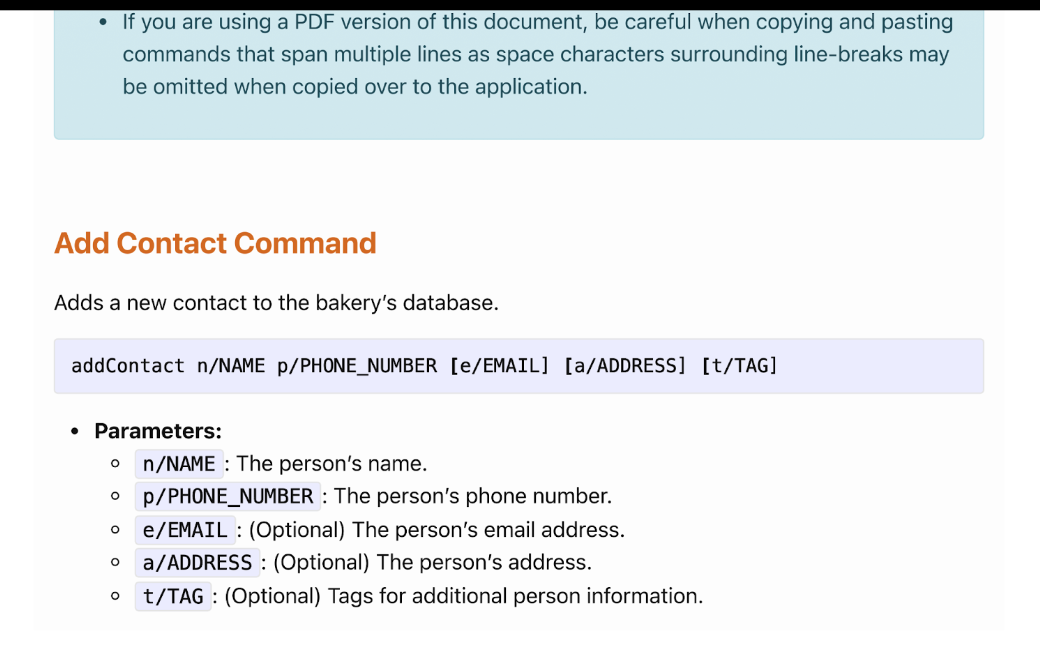 • If you are using a PDF version of this document, be careful when copying and pasting
commands that span multiple lines as space characters surrounding line-breaks may
be omitted when copied over to the application.
Add Contact Command
Adds a new contact to the bakery’s database.
addContact n/NAME p/PHONE_NUMBER [e/EMAIL] [a/ADDRESS] [t/TAG]
• Parameters:
◦ n/NAME : The person’s name.
◦ p/PHONE_NUMBER : The person’s phone number.
◦ e/EMAIL : (Optional) The person’s email address.
◦ a/ADDRESS : (Optional) The person’s address.
◦ t/TAG : (Optional) Tags for additional person information.